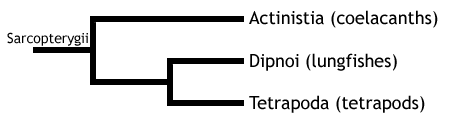 Actinistia (coelacanths)
Sarcopterygii
Dipnoi (lungfishes)
Tetrapoda (tetrapods)